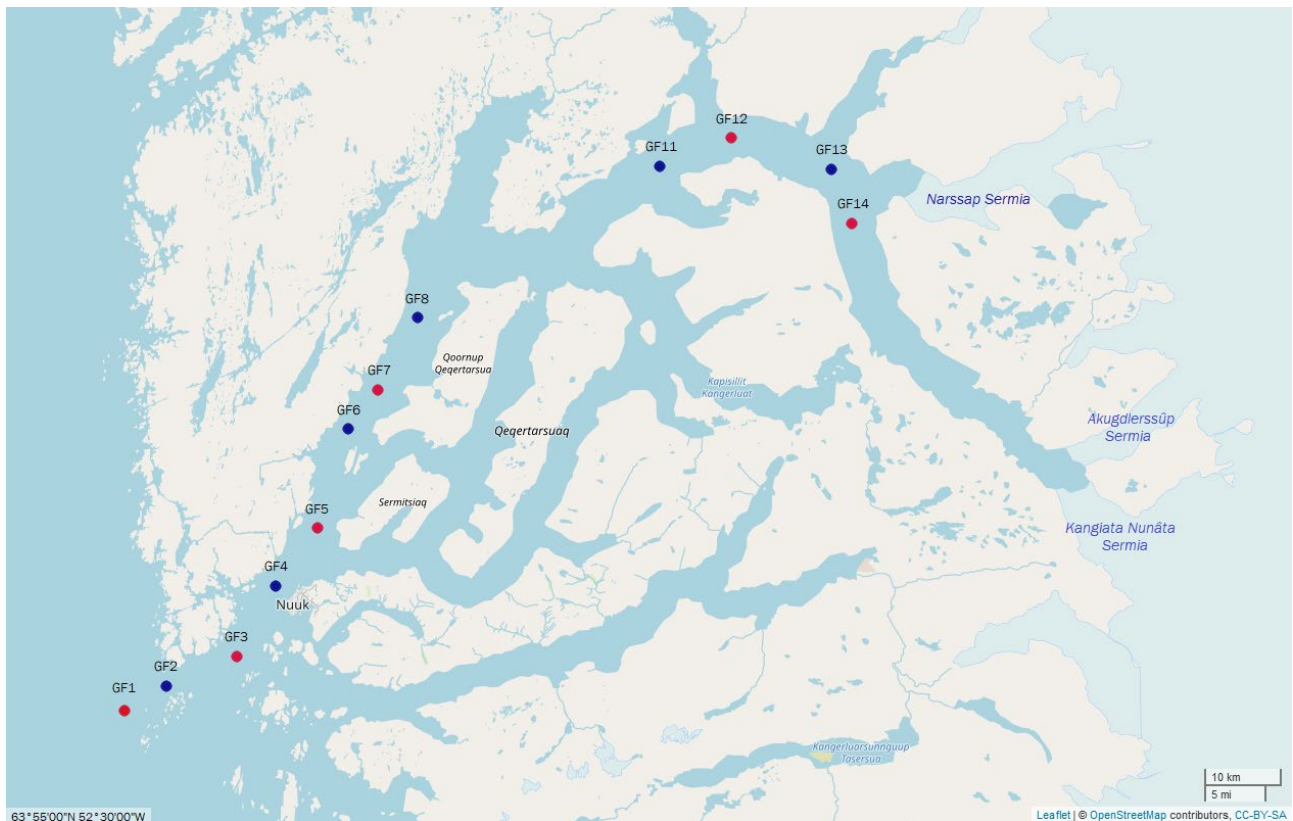 GF12
GF11
GF13
Narssap Sermia
GF14
GF8
Qoornup
Qeqertarsua
GF7
Kapisillit
Kangerluat
GF6
Qeqertarsuaq
Akugdlerssûp
Sermia
Sermitsiaq
GF5
Kangiata Nunâta
Sermia
GF4
Nuuk
GF3
GF2
GF1
Kangerluarsunnguup
Tasersua
10 km
5 mi
63°55'00"N 52°30'00"W
Leaflet | © OpenStreetMap contributors, CC-BY-SA